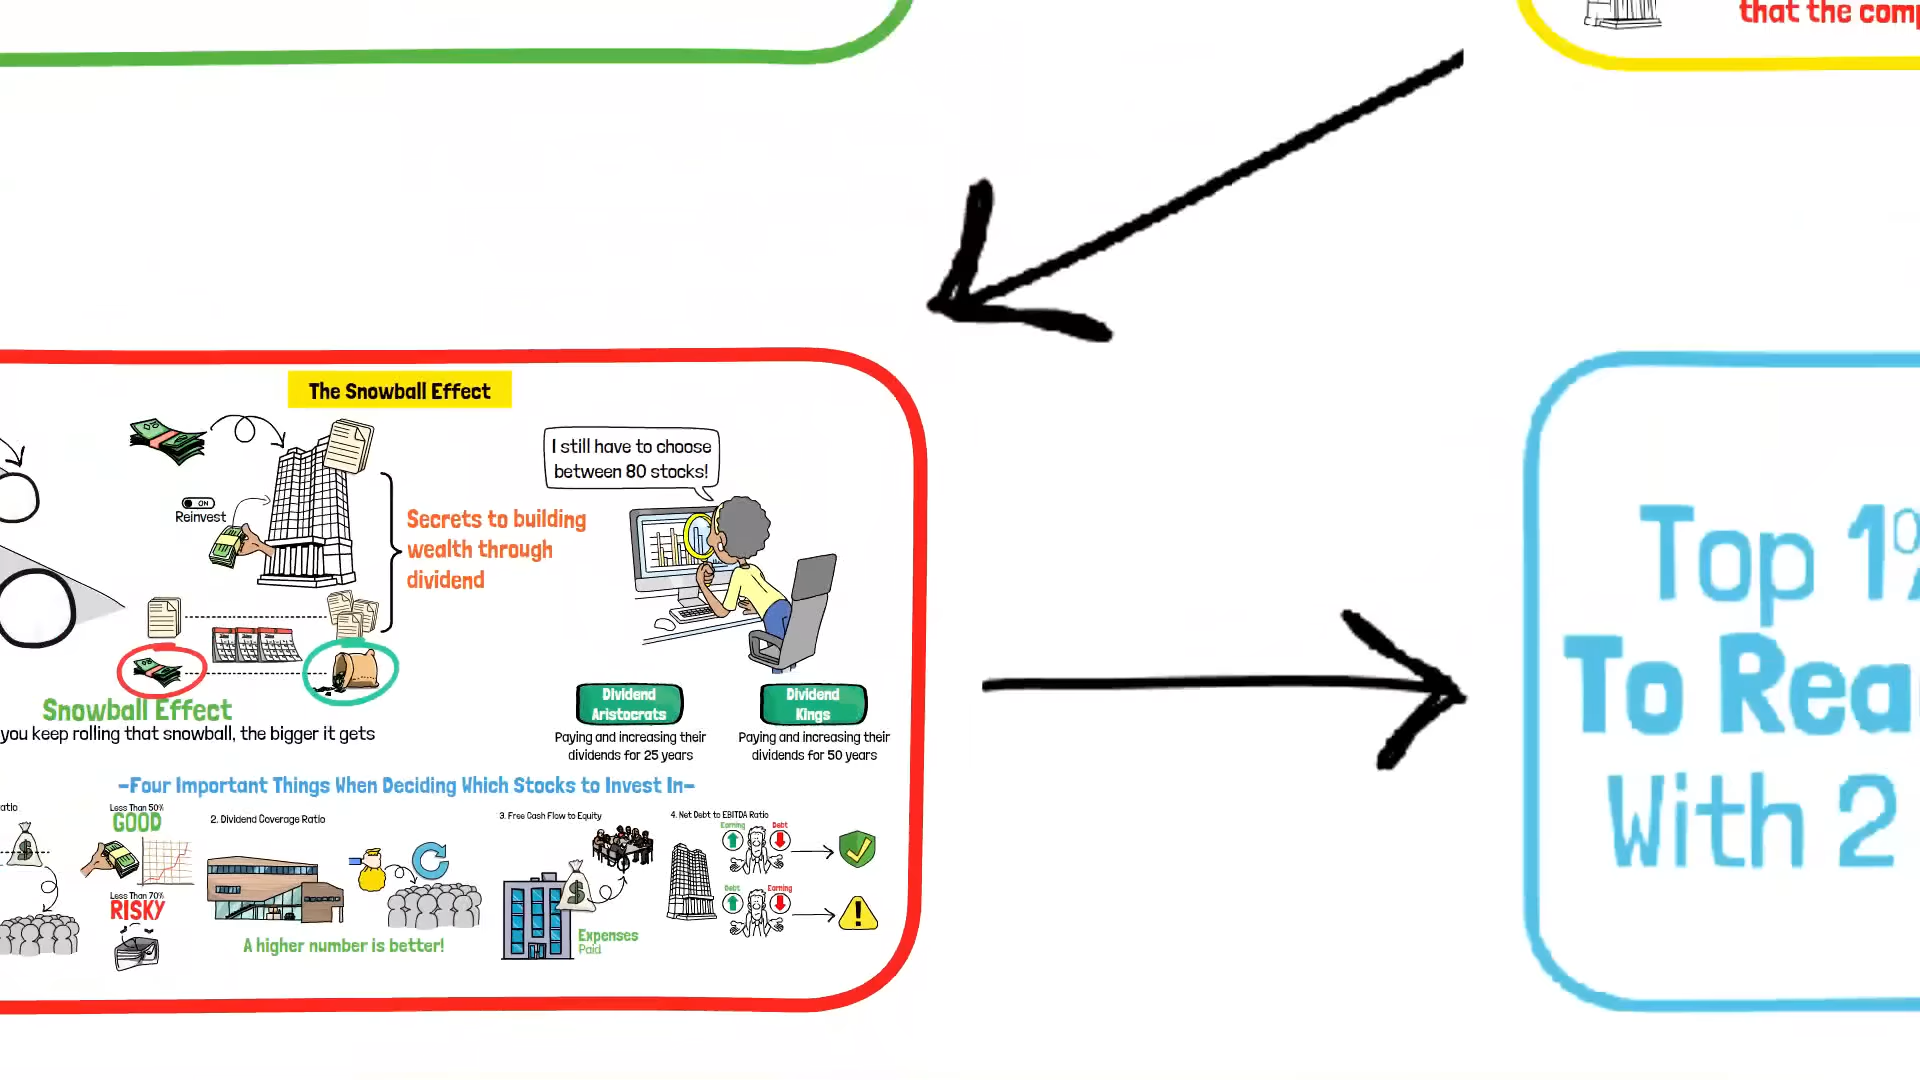 that the comp
The Snowball Effect
I still have to choose
between 80 stocks!
ON
Reinvest
Secrets to building
wealth through
dividend
Snowball Effect
you keep rolling that snowball, the bigger it gets
Dividend
Aristocrats
Paying and increasing their
dividends for 25 years
Dividend
Kings
Paying and increasing their
dividends for 50 years
–Four Important Things When Deciding Which Stocks to Invest In–
atio
Less Than 50%
GOOD
Less Than 70%
RISKY
2. Dividend Coverage Ratio
A higher number is better!
3. Free Cash Flow to Equity
$
Expenses
Paid
4. Net Debt to EBITDA Ratio
Earning
Debt
Debt
Earning
$
Top 1%
To Rea
With 2